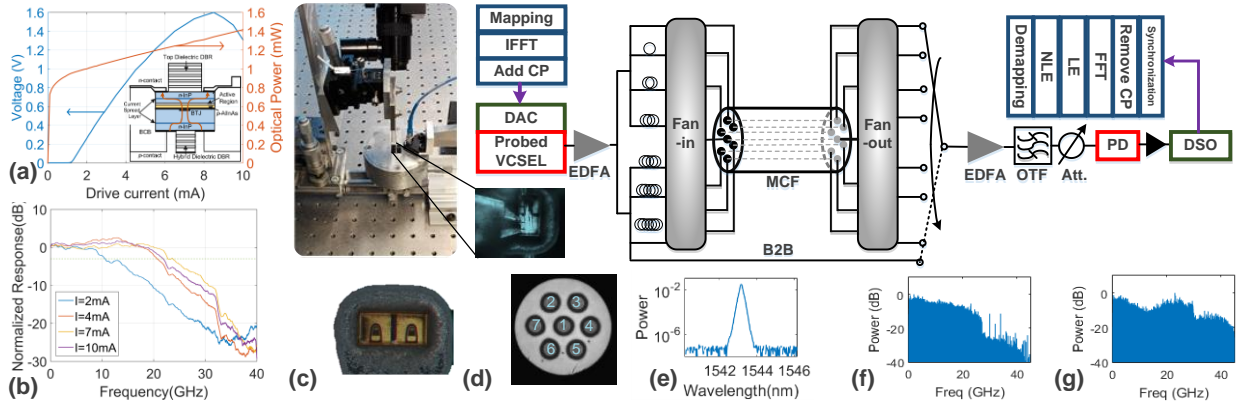 (a)
Voltage (V)
1.6
1.4
1.2
1.0
0.8
0.6
0.4
0.2
0
0 2 4 6 8 10
Drive current (mA)
1.6
1.4
1.2
1
0.8
0.6
0.4
0.2
0
Optical Power (mW)
Top Dielectric DBR
n-contact
n-InP
Active
Region
Current
Spread
Layer
BTJ
p-AlInAs
n-InP
BCB
p-contact
Hybrid Dielectric DBR
(b)
Normalized Response(dB)
10
0
-10
-20
-30
I=2mA
I=4mA
I=7mA
I=10mA
0 10 20 30 40
Frequency(GHz)
(c)
Mapping
IFFT
Add CP
DAC
Probed
VCSEL
EDFA
Fan
-in
MCF
Fan
-out
B2B
EDFA
OTF
Att.
PD
DSO
Demapping
NLE
LE
FFT
Remove CP
Synchronization
(d)
2 3
7 1 4
6 5
(e)
Power
10-2
10-6
1542 1544 1546
Wavelength(nm)
(f)
Power (dB)
0
-20
-40
0 20 40
Freq (GHz)
(g)
Power (dB)
0
-20
-40
0 20 40
Freq (GHz)